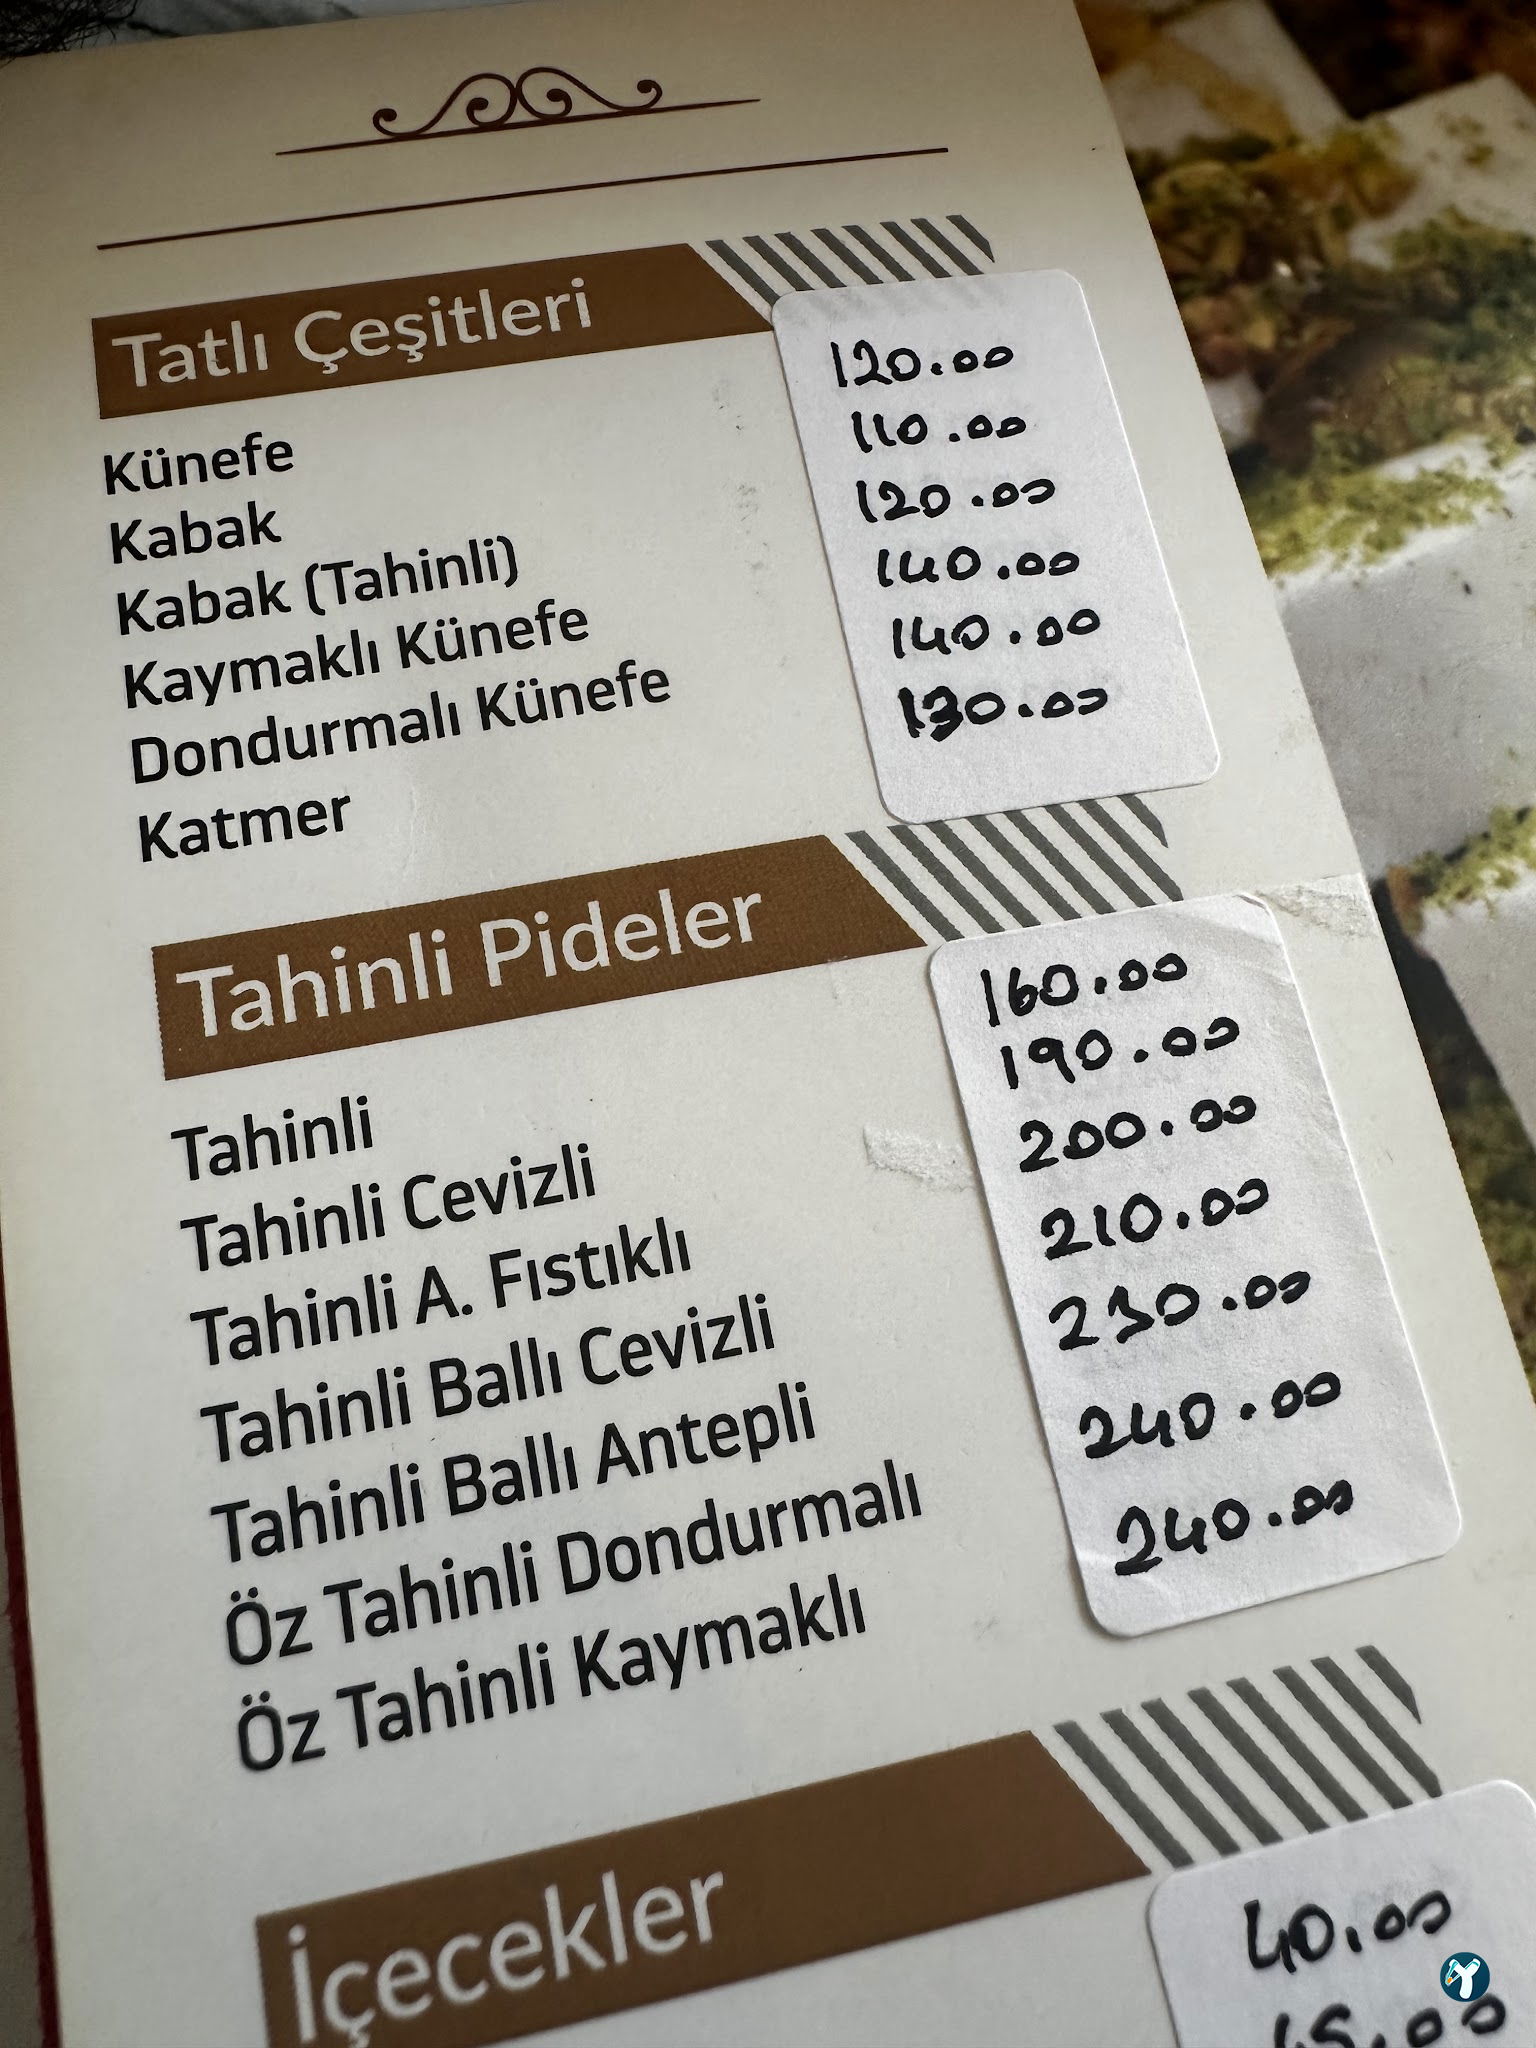 Tatlı Çeşitleri
Künefe 120.00
Kabak 110.00
Kabak (Tahinli) 120.00
Kaymaklı Künefe 140.00
Dondurmalı Künefe 140.00
Katmer 130.00
Tahinli Pideler
Tahinli 160.00
Tahinli Cevizli 190.00
Tahinli A. Fıstıklı 200.00
Tahinli Ballı Cevizli 210.00
Tahinli Ballı Antepli 230.00
Öz Tahinli Dondurmalı 240.00
Öz Tahinli Kaymaklı 240.00
İçecekler
40.00